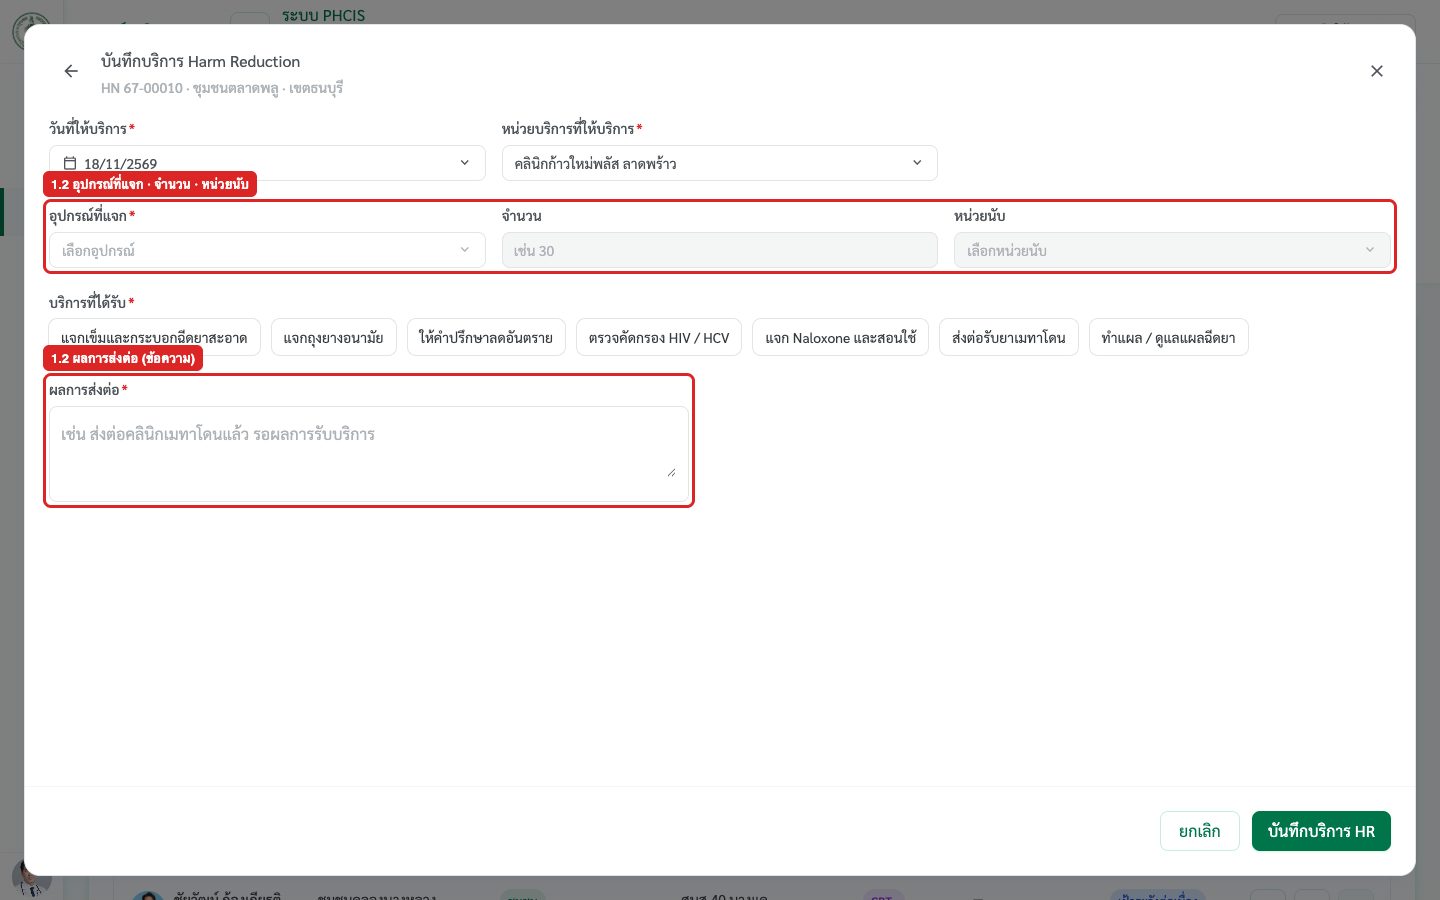 ระบบ PHCIS
บันทึกบริการ Harm Reduction
HN 67-00010 · ชุมชนตลาดพลู · เขตธนบุรี
วันที่ให้บริการ* หน่วยบริการที่ให้บริการ*
18/11/2569 คลินิกก้าวใหม่พลัส ลาดพร้าว
1.2 อุปกรณ์ที่แจก · จำนวน · หน่วยนับ
อุปกรณ์ที่แจก* จำนวน หน่วยนับ
เลือกอุปกรณ์ เช่น 30 เลือกหน่วยนับ
บริการที่ได้รับ*
แจกเข็มและกระบอกฉีดยาสะอาด แจกถุงยางอนามัย ให้คำปรึกษาลดอันตราย ตรวจคัดกรอง HIV / HCV แจก Naloxone และสอนใช้ ส่งต่อรับยาเมทาโดน ทำแผล / ดูแลแผลฉีดยา
1.2 ผลการส่งต่อ (ข้อความ)
ผลการส่งต่อ*
เช่น ส่งต่อคลินิกเมทาโดนแล้ว รอผลการรับบริการ
ยกเลิก บันทึกบริการ HR